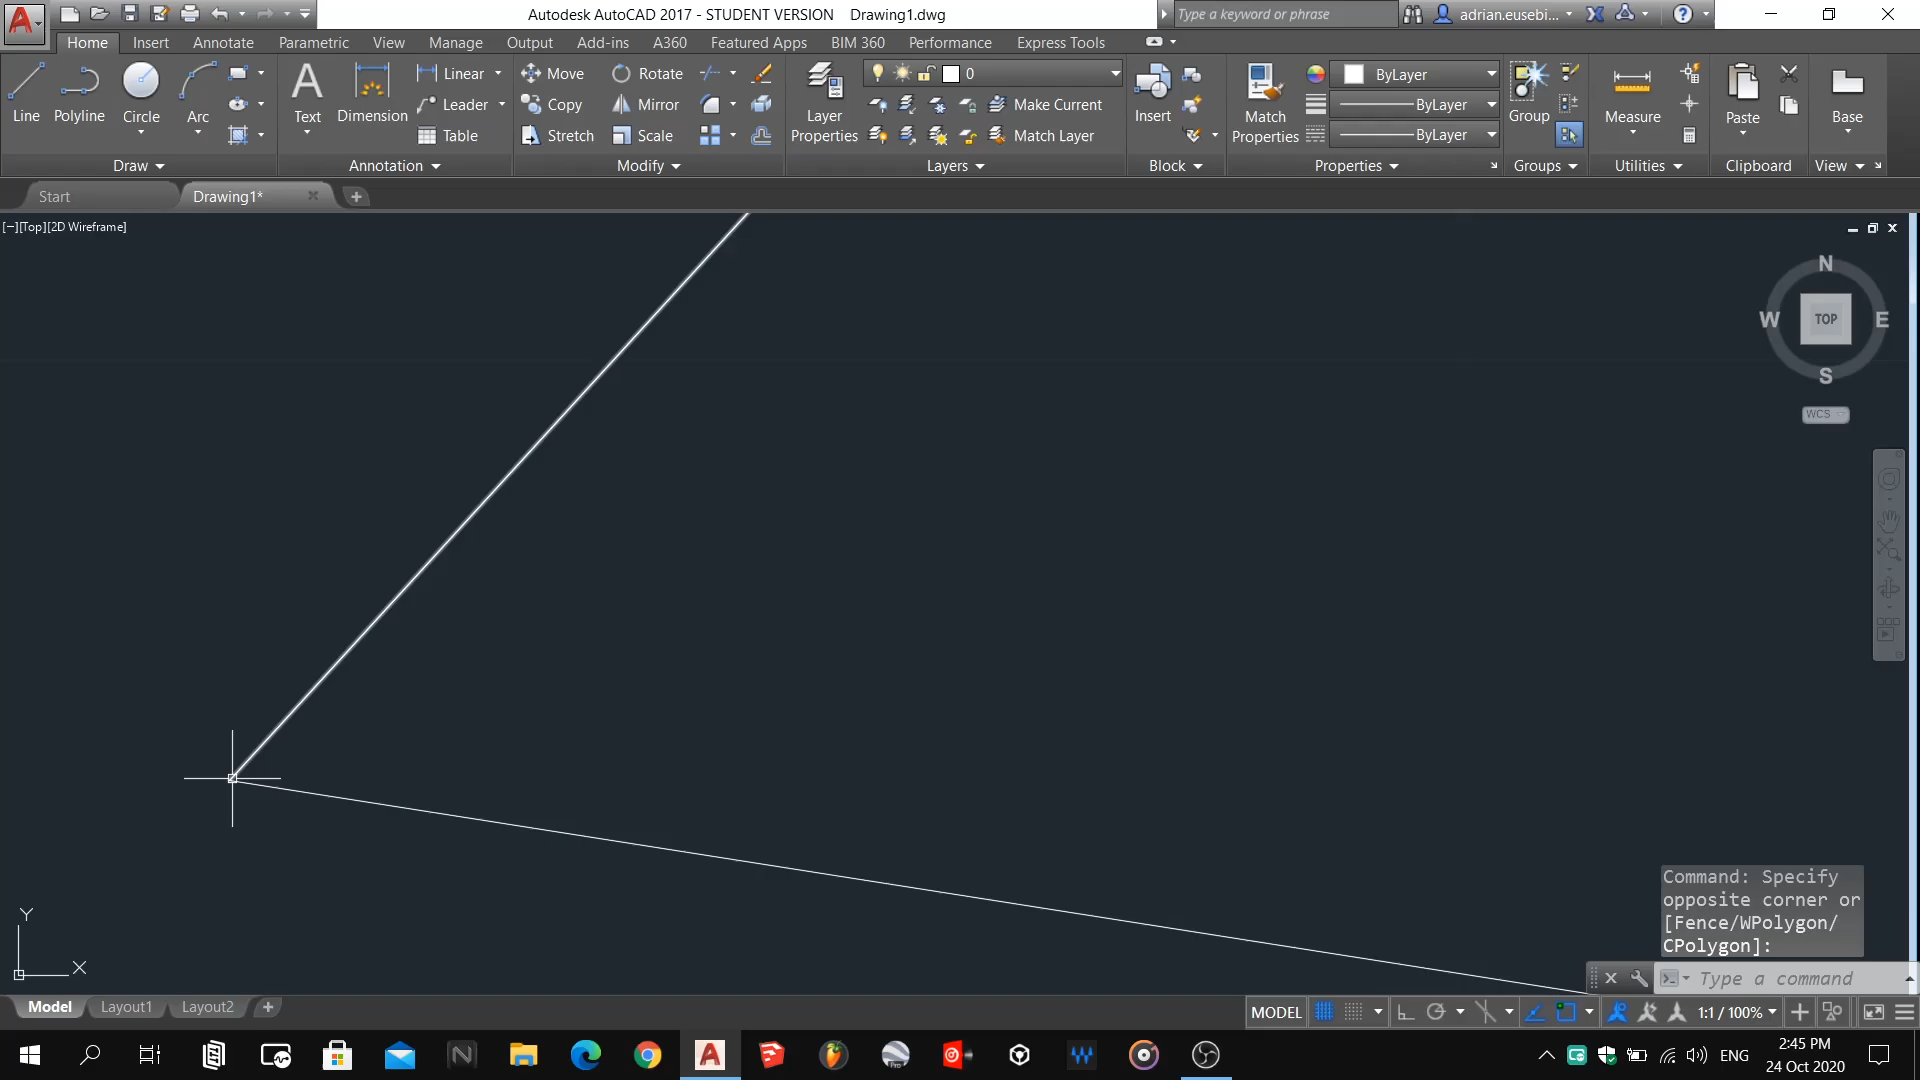 Autodesk AutoCAD 2017 - STUDENT VERSION Drawing1.dwg
Type a keyword or phrase
adrian.eusebi...
Home Insert Annotate Parametric View Manage Output Add-ins A360 Featured Apps BIM 360 Performance Express Tools
Line Polyline Circle Arc
Text Dimension
Linear
Leader
Table
Move Rotate
Copy Mirror
Stretch Scale
Layer
Properties
0
Make Current
Match Layer
Insert
Match
Properties
ByLayer
ByLayer
ByLayer
Group
Measure
Paste
Base
Draw Annotation Modify Layers Block Properties Groups Utilities Clipboard View
Start Drawing1*
[−][Top][2D Wireframe]
N
W TOP E
S
WCS
Y
X
Command: Specify
opposite corner or
[Fence/WPolygon/
CPolygon]:
Type a command
Model Layout1 Layout2
MODEL 1:1 / 100%
ENG
2:45 PM
24 Oct 2020